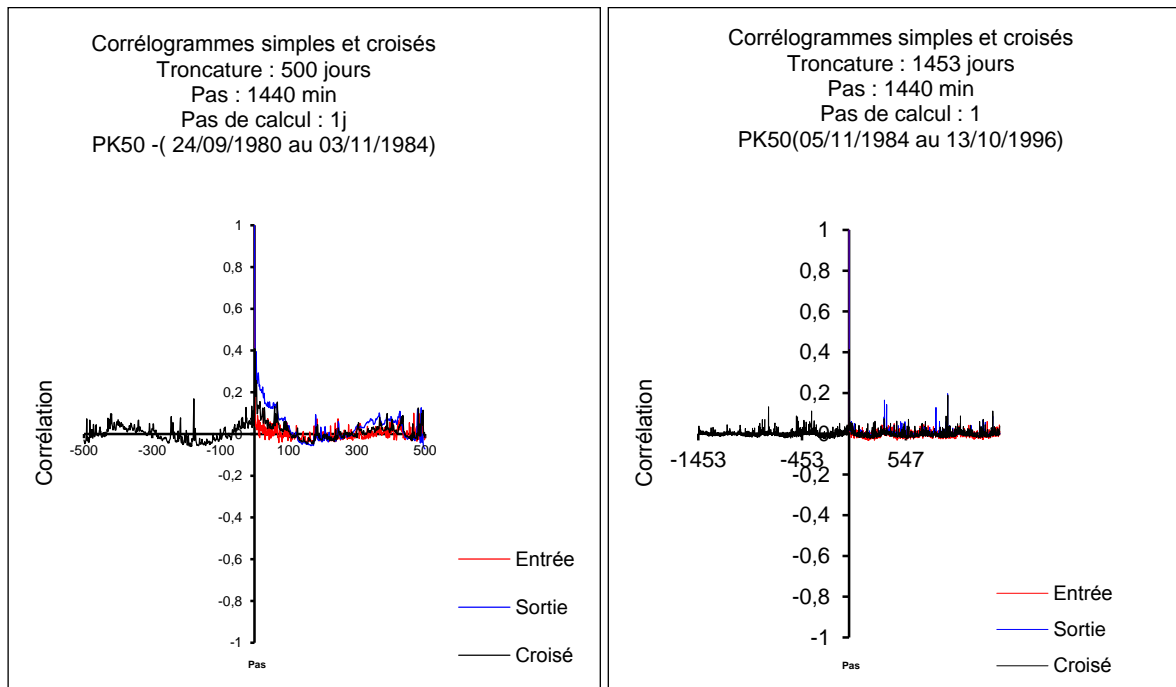 Corrélogrammes simples et croisés
Troncature : 500 jours
Pas : 1440 min
Pas de calcul : 1j
PK50 -( 24/09/1980 au 03/11/1984)
1
0,8
0,6
0,4
0,2
0
-0,2
-0,4
-0,6
-0,8
-1
-500
-300
-100
100
300
500
Corrélation
Pas
Entrée
Sortie
Croisé
Corrélogrammes simples et croisés
Troncature : 1453 jours
Pas : 1440 min
Pas de calcul : 1
PK50(05/11/1984 au 13/10/1996)
1
0,8
0,6
0,4
0,2
0
-0,2
-0,4
-0,6
-0,8
-1
-1453
-453
547
Corrélation
Pas
Entrée
Sortie
Croisé